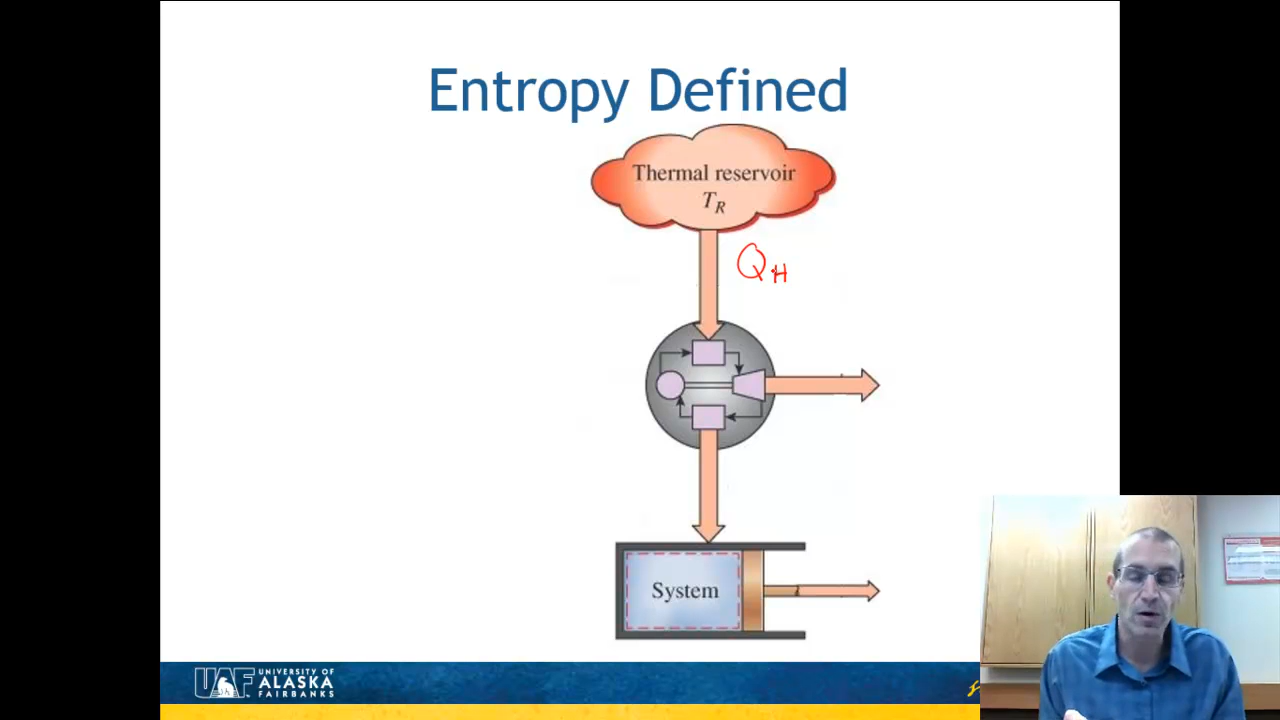 Entropy Defined
Thermal reservoir
T_R
Q_H
System
UAF
UNIVERSITY OF
ALASKA
FAIRBANKS